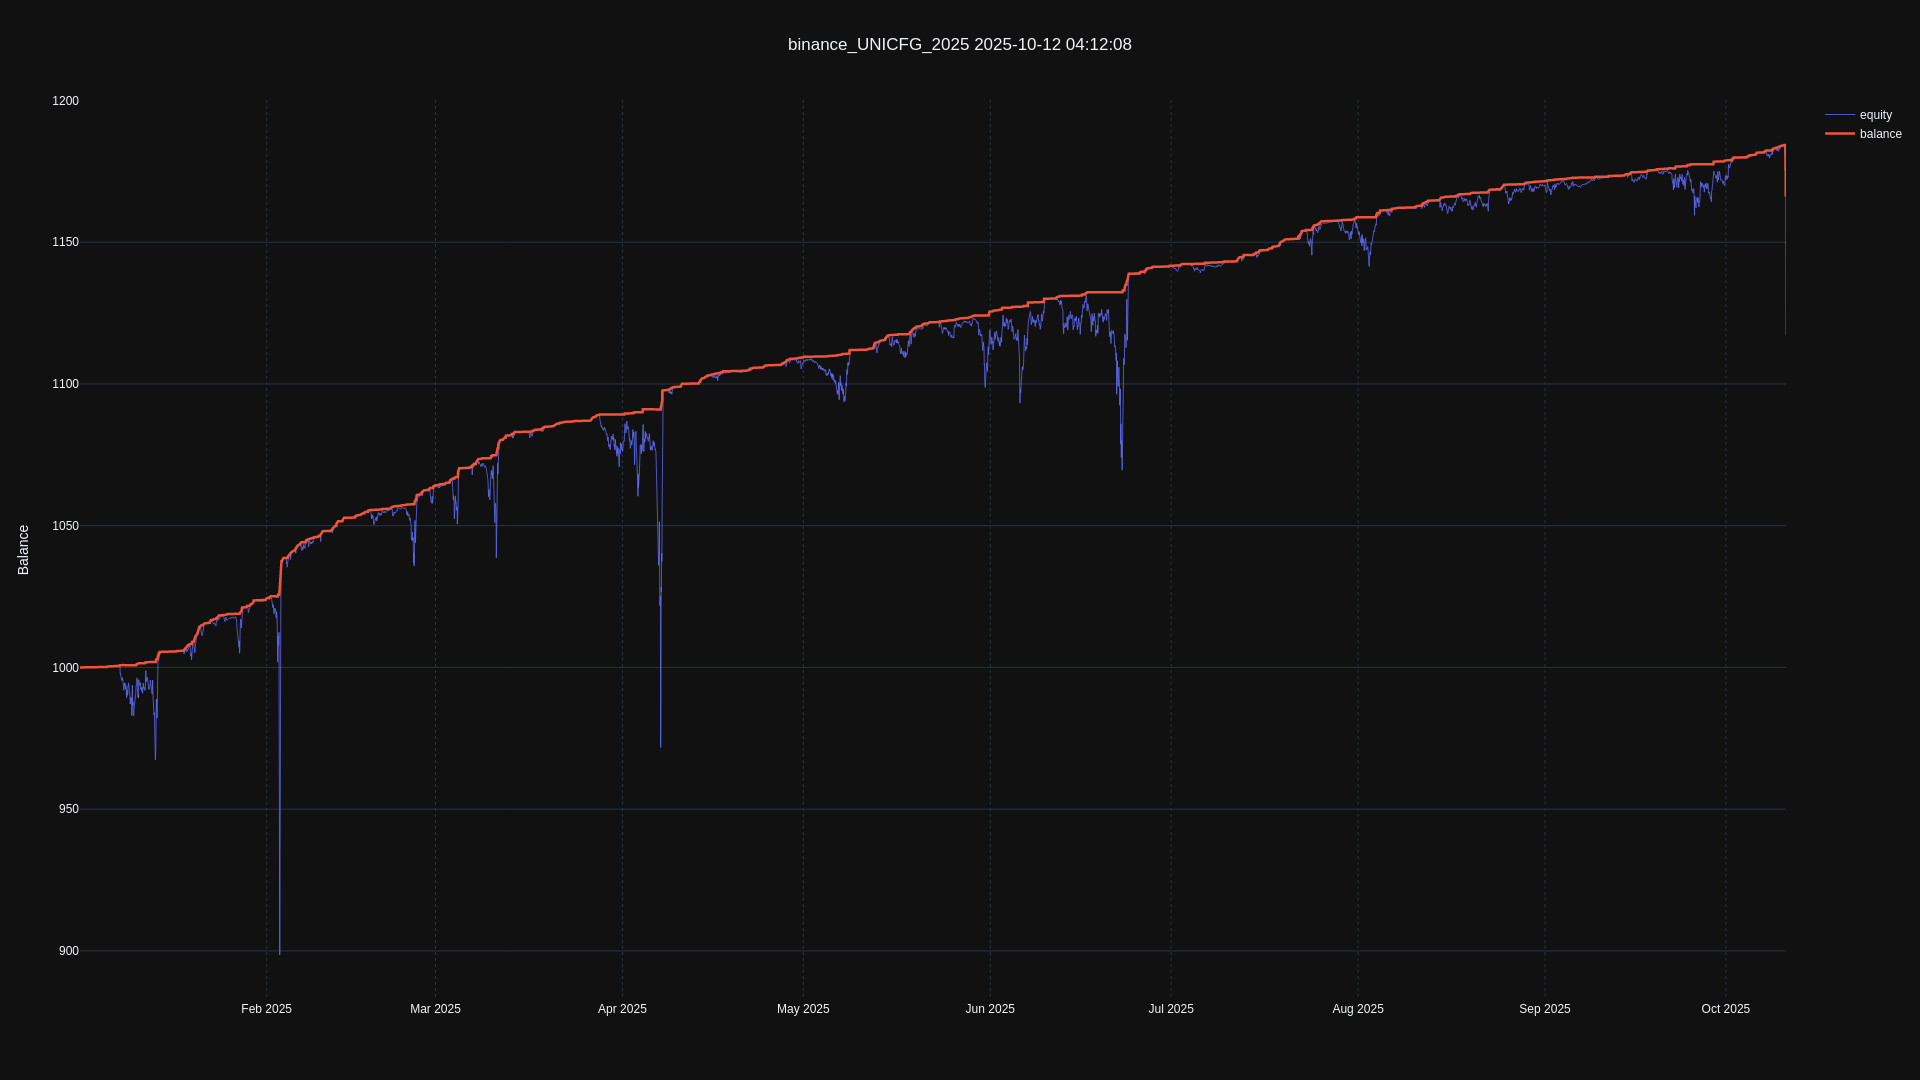 binance_UNICFG_2025 2025-10-12 04:12:08
1200
1150
1100
1050
1000
950
900
Balance
equity
balance
Feb 2025
Mar 2025
Apr 2025
May 2025
Jun 2025
Jul 2025
Aug 2025
Sep 2025
Oct 2025